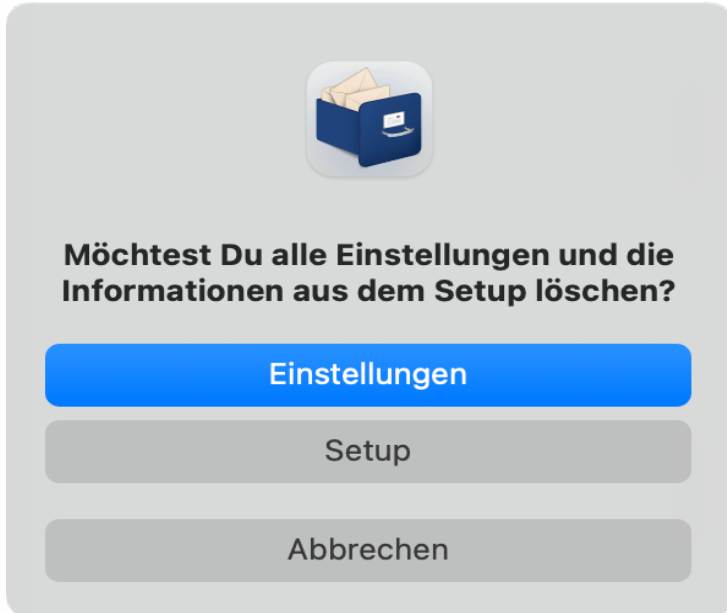 Möchtest Du alle Einstellungen und die
Informationen aus dem Setup löschen?
Einstellungen
Setup
Abbrechen